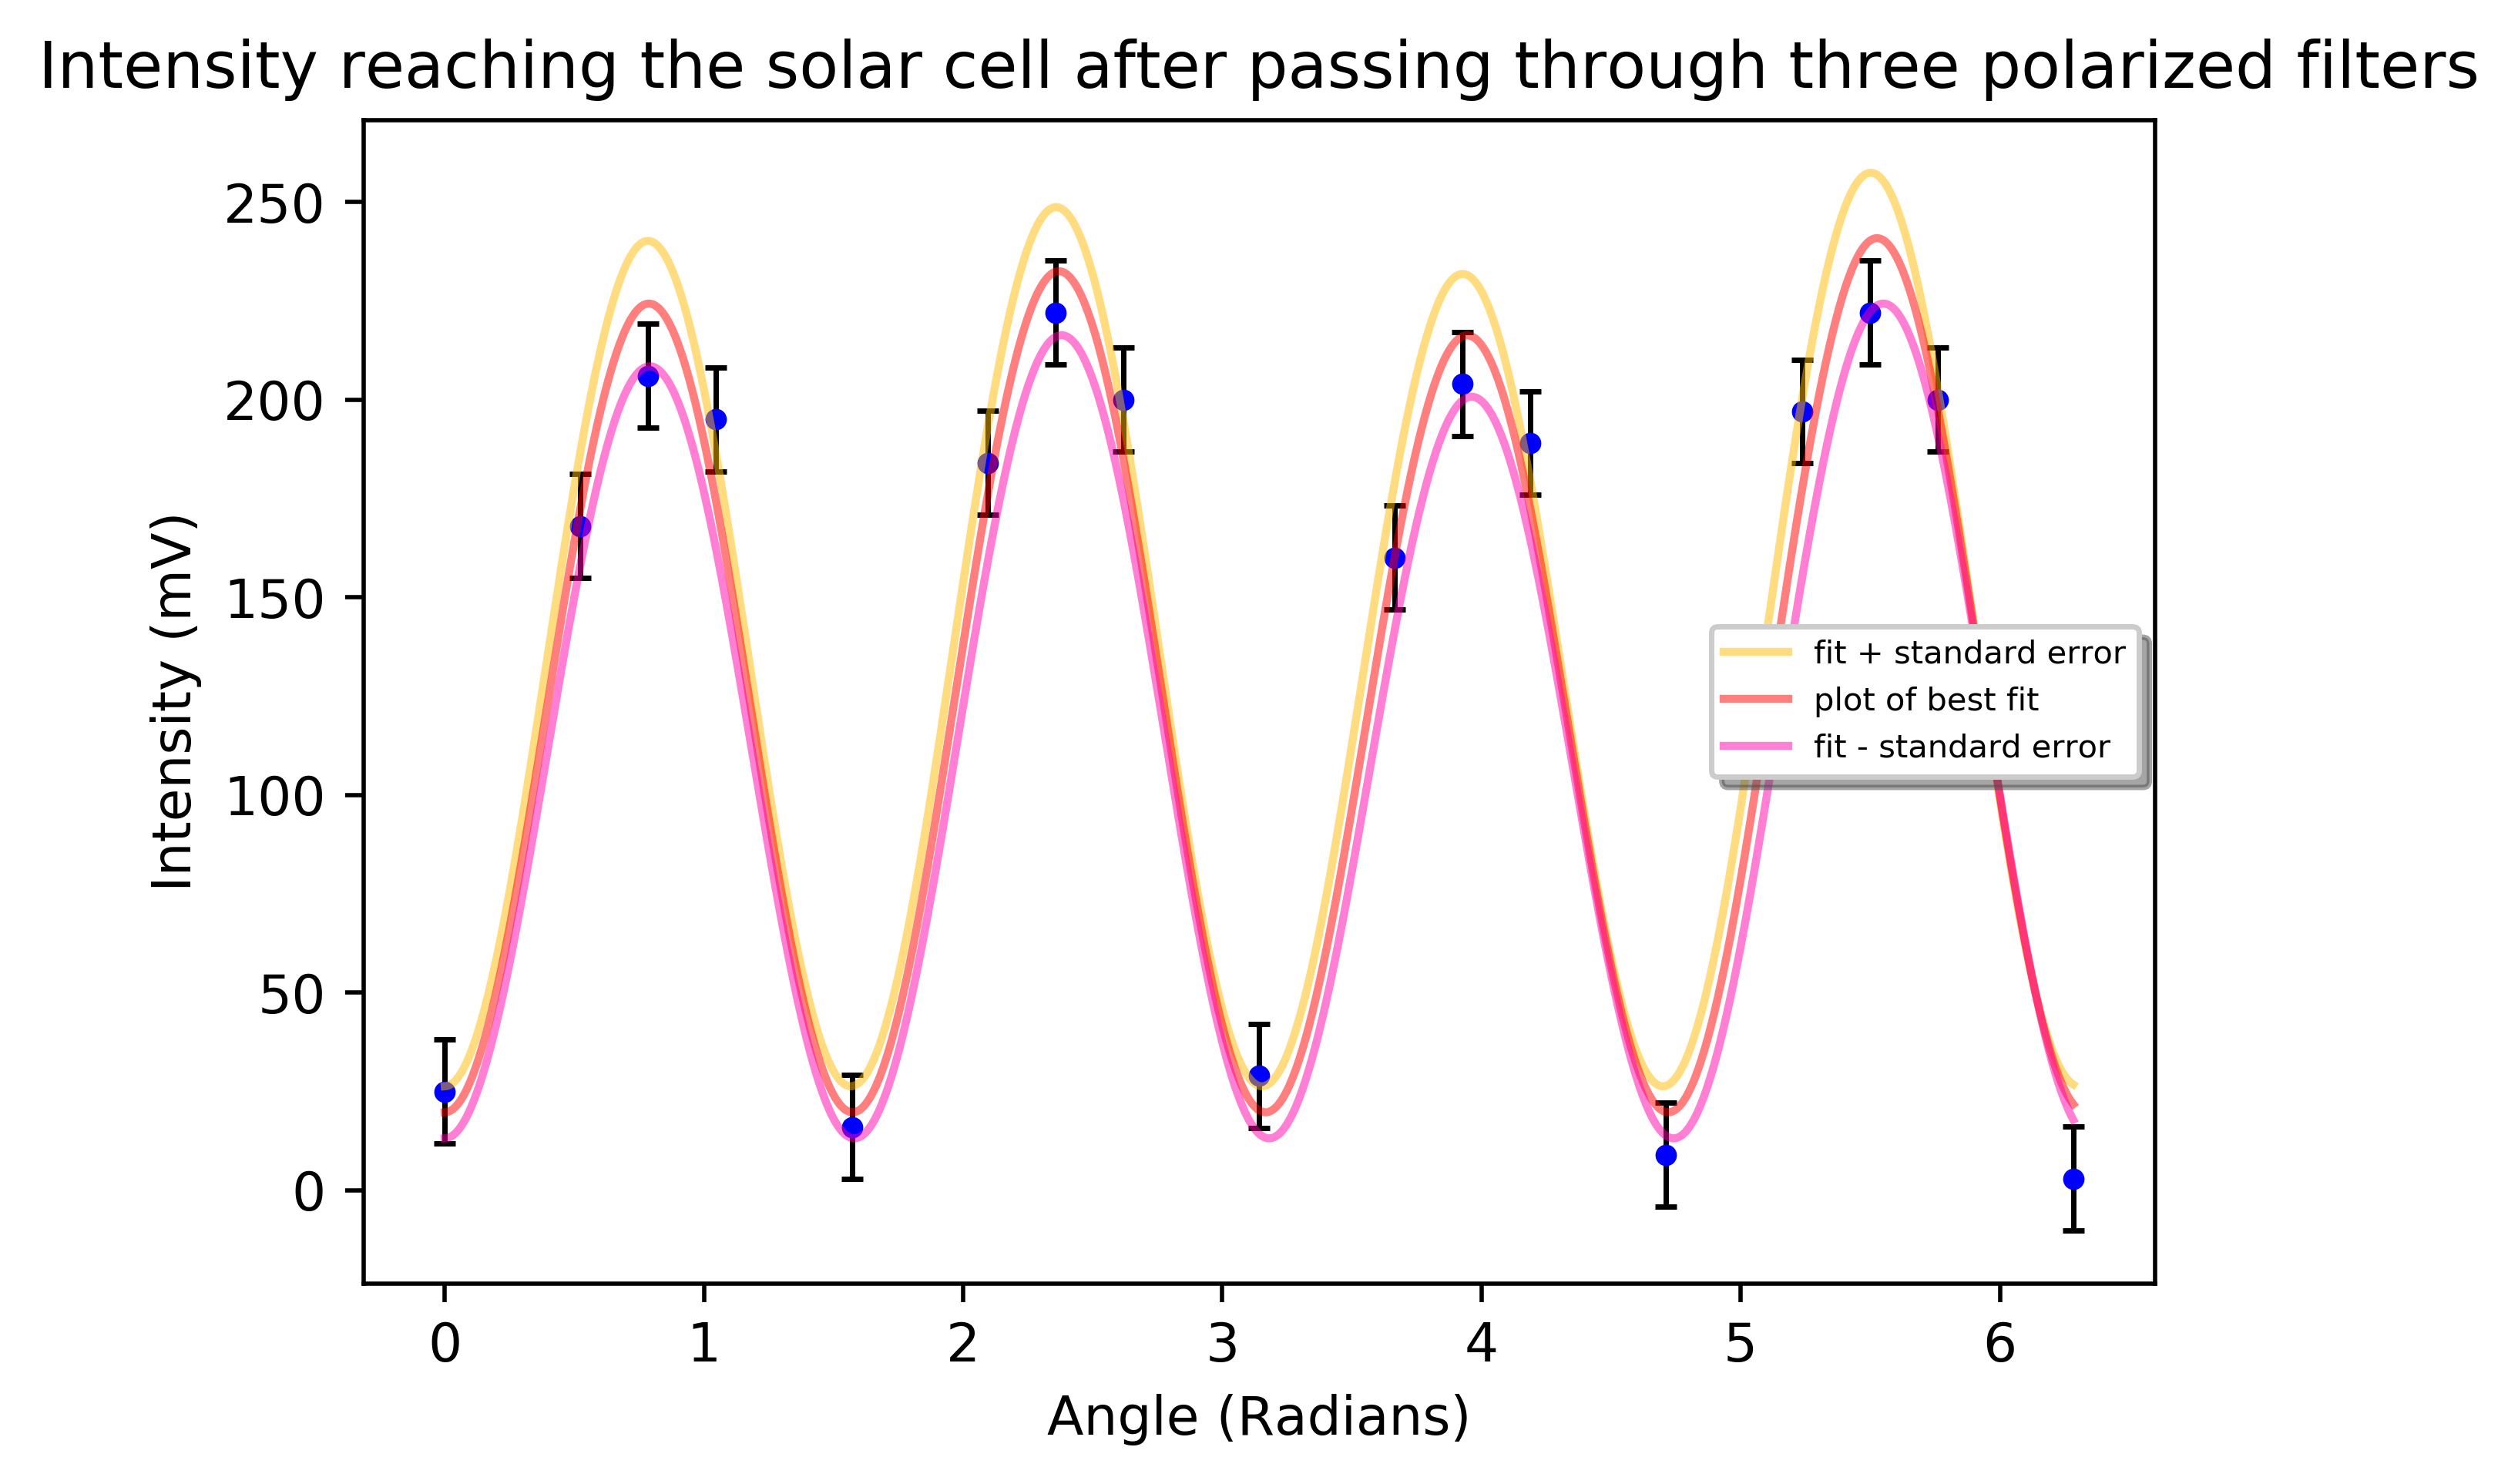 Intensity reaching the solar cell after passing through three polarized filters
Intensity (mV)
250
200
150
100
50
0
fit + standard error
plot of best fit
fit - standard error
0 1 2 3 4 5 6
Angle (Radians)